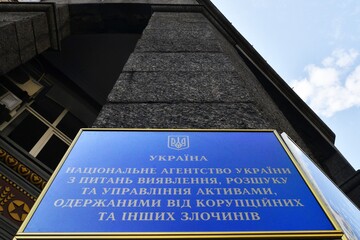 УКРАЇНА
НАЦІОНАЛЬНЕ АГЕНТСТВО УКРАЇНИ
З ПИТАНЬ ВИЯВЛЕННЯ, РОЗШУКУ
ТА УПРАВЛІННЯ АКТИВАМИ,
ОДЕРЖАНИМИ ВІД КОРУПЦІЙНИХ
ТА ІНШИХ ЗЛОЧИНІВ